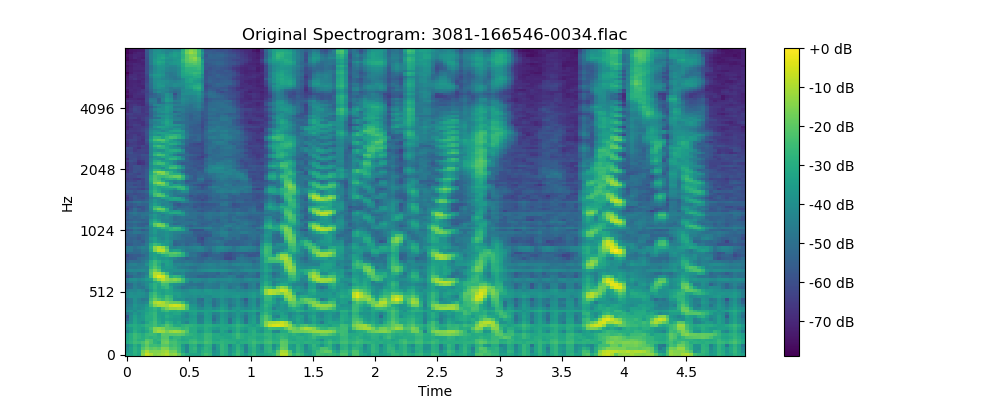 Original Spectrogram: 3081-166546-0034.flac
Hz
4096
2048
1024
512
0
0 0.5 1 1.5 2 2.5 3 3.5 4 4.5
Time
+0 dB
-10 dB
-20 dB
-30 dB
-40 dB
-50 dB
-60 dB
-70 dB